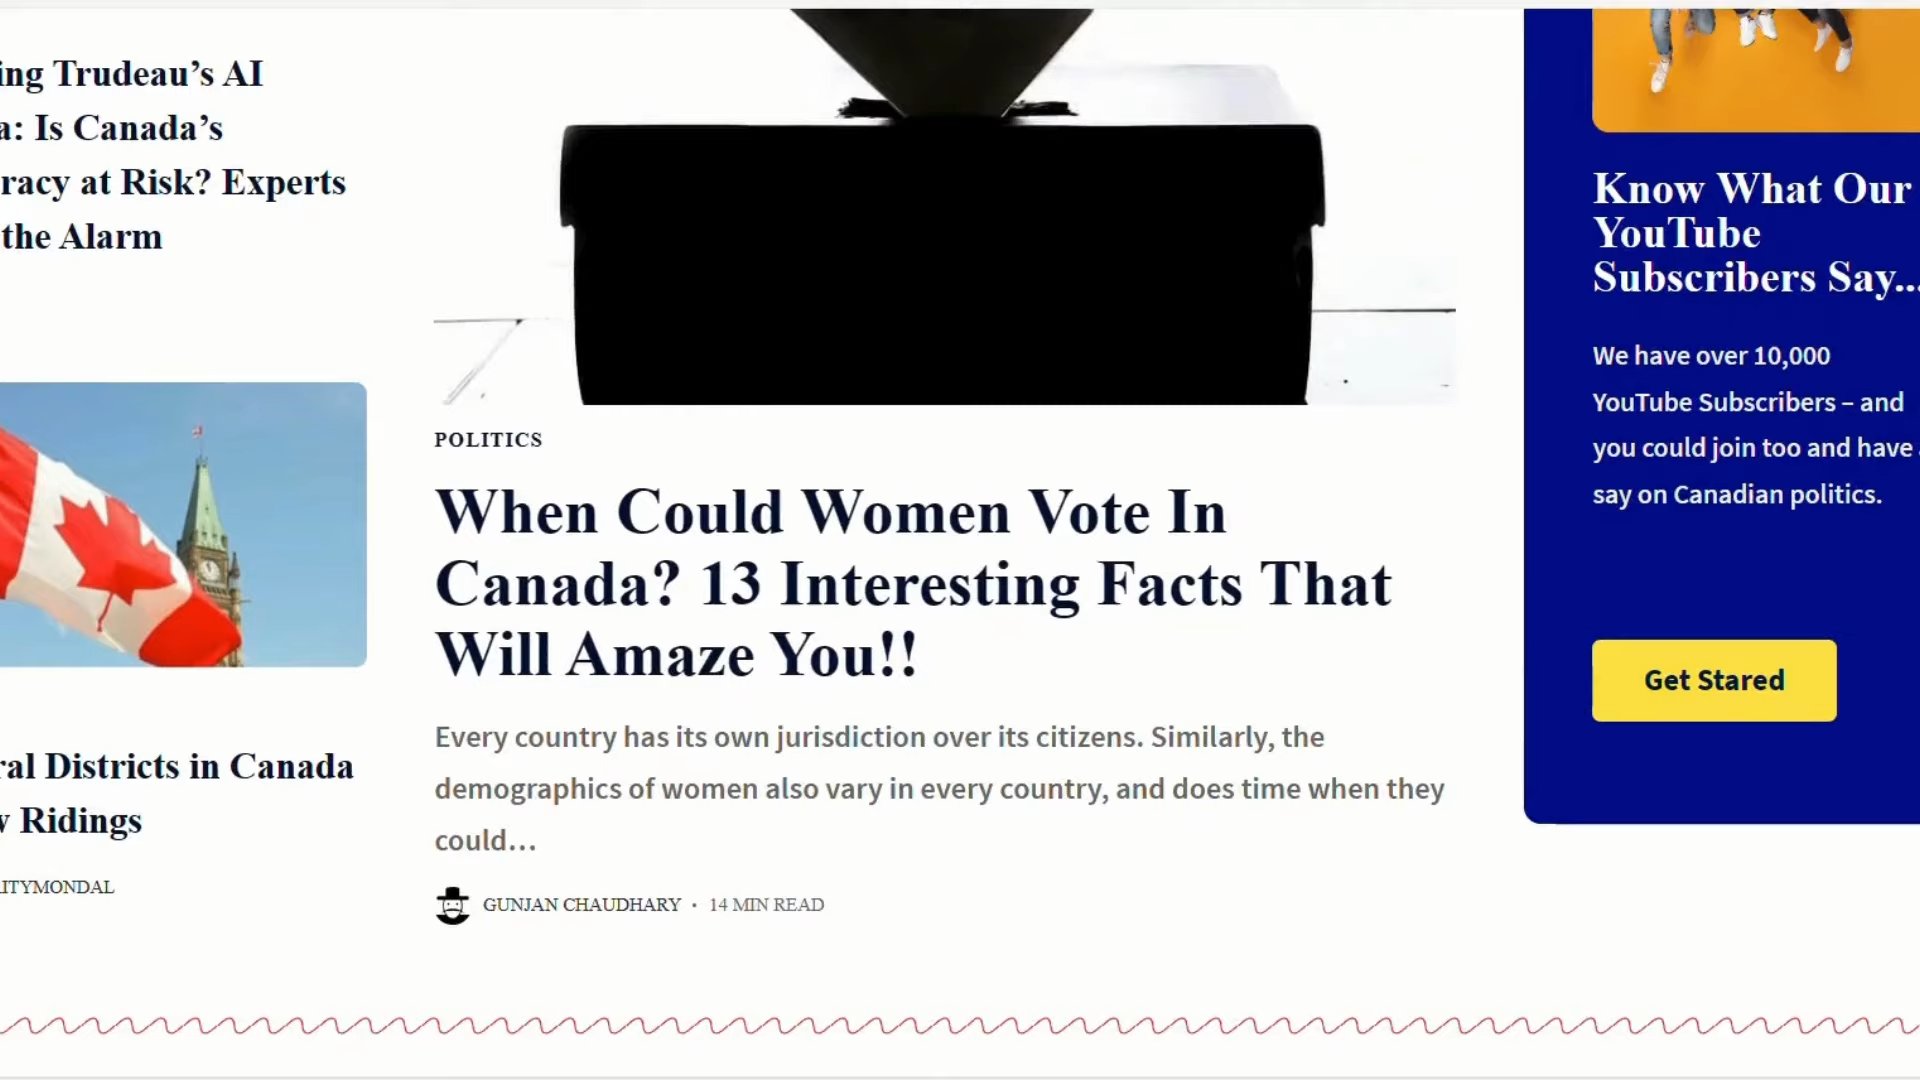 ing Trudeau’s AI
a: Is Canada’s
racy at Risk? Experts
the Alarm
ral Districts in Canada
Ridings
ITYMONDAL
POLITICS
When Could Women Vote In
Canada? 13 Interesting Facts That
Will Amaze You!!
Every country has its own jurisdiction over its citizens. Similarly, the
demographics of women also vary in every country, and does time when they
could...
GUNJAN CHAUDHARY • 14 MIN READ
Know What Our
YouTube
Subscribers Say...
We have over 10,000
YouTube Subscribers – and
you could join too and have
say on Canadian politics.
Get Stared